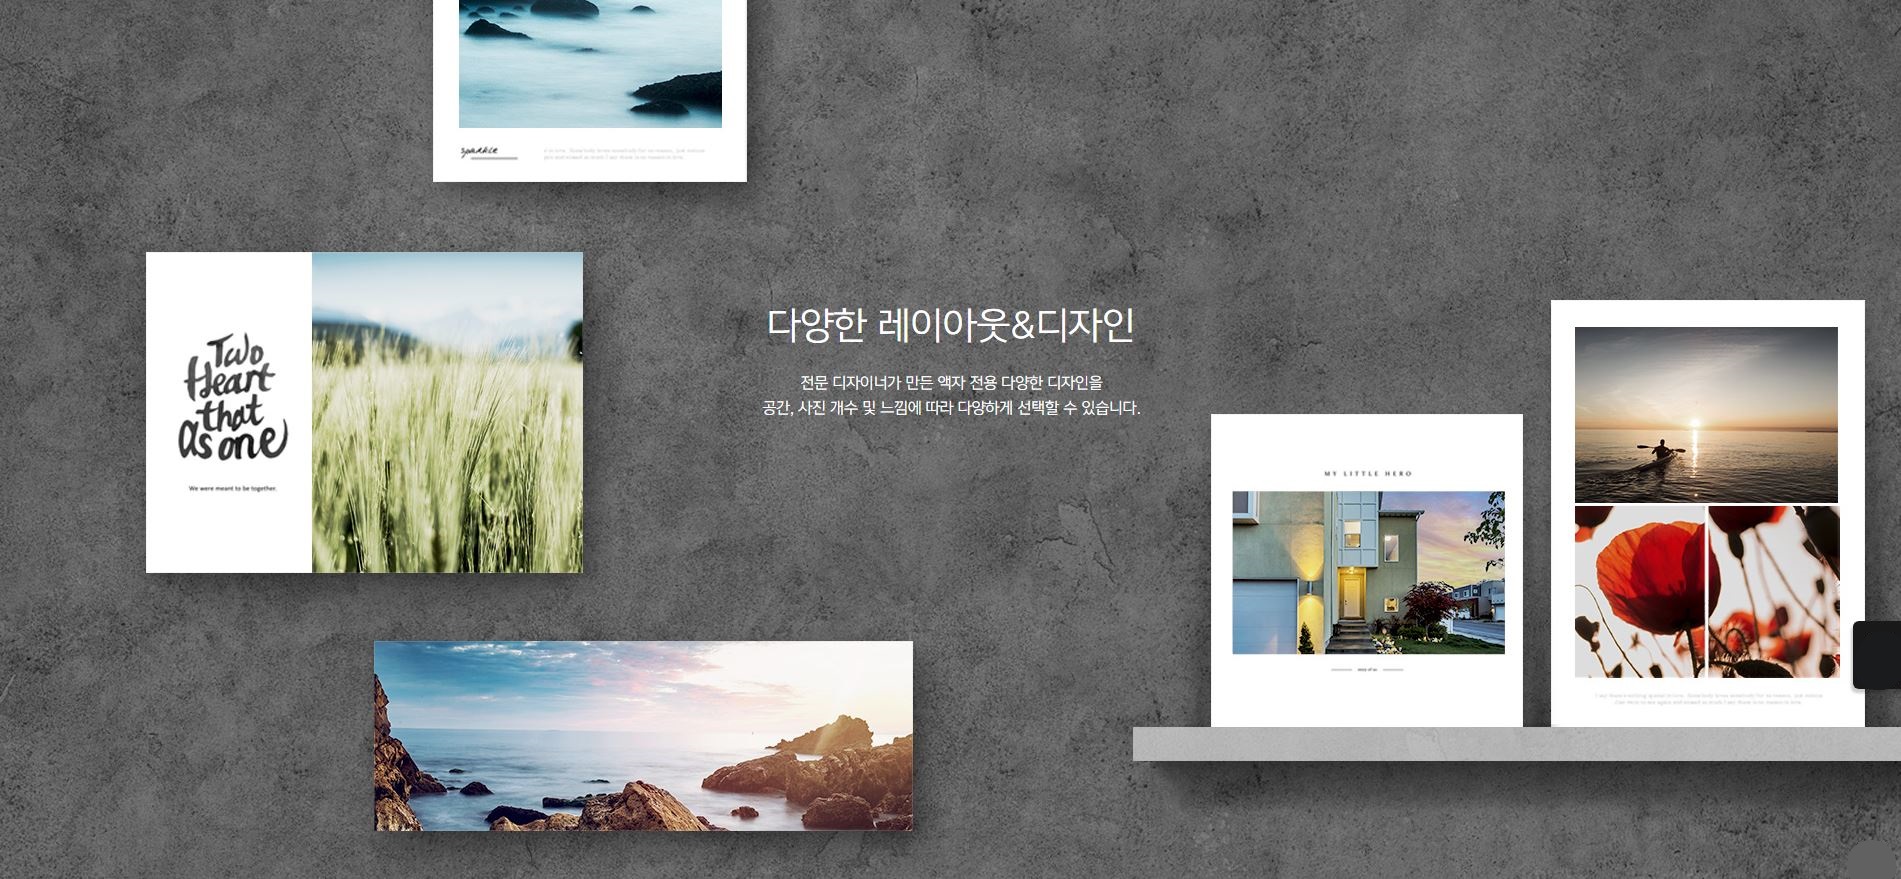 sparkle
Two
Heart
that
as one
We were meant to be together.
다양한 레이아웃&디자인
전문 디자이너가 만든 액자 전용 다양한 디자인을
공간, 사진 개수 및 느낌에 따라 다양하게 선택할 수 있습니다.
MY LITTLE HERO
story of us